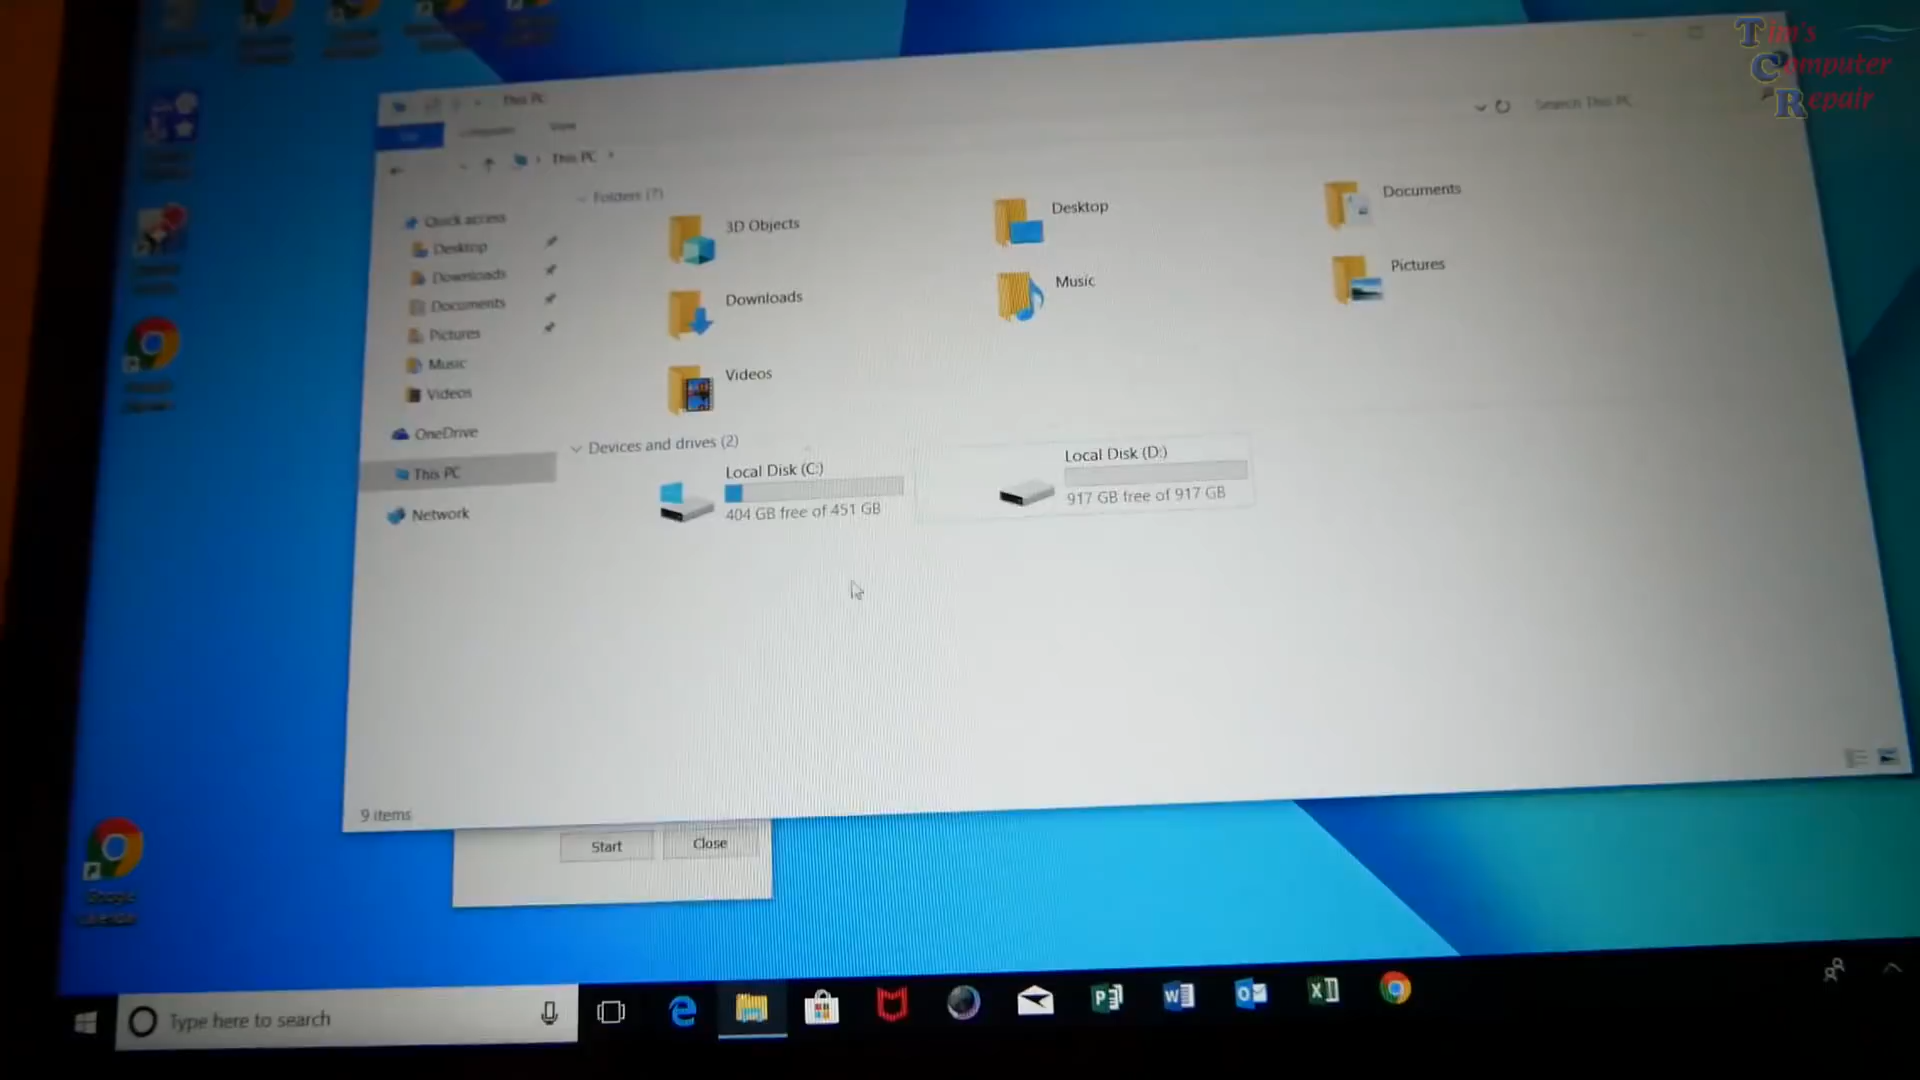 Tim's
Computer
Repair
This PC
Computer
View
This PC
Search This PC
Quick access
Desktop
Downloads
Documents
Pictures
Music
Videos
OneDrive
This PC
Network
Folders (7)
3D Objects
Desktop
Documents
Downloads
Music
Pictures
Videos
Devices and drives (2)
Local Disk (C:)
404 GB free of 451 GB
Local Disk (D:)
917 GB free of 917 GB
9 items
Start
Close
Google
Calendar
Type here to search